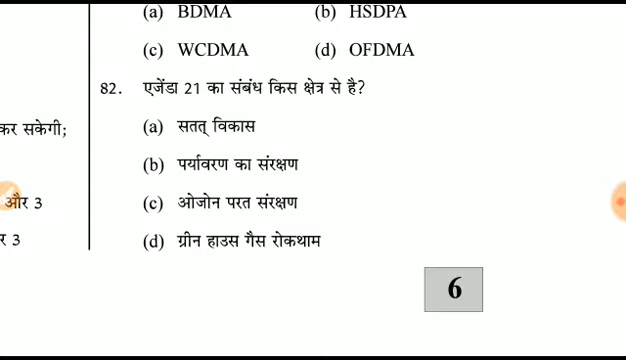 (a) BDMA (b) HSDPA
(c) WCDMA (d) OFDMA
82. एजेंडा 21 का संबंध किस क्षेत्र से है?
कर सकेगी;
(a) सतत् विकास
(b) पर्यावरण का संरक्षण
और 3
(c) ओजोन परत संरक्षण
र 3
(d) ग्रीन हाउस गैस रोकथाम
6